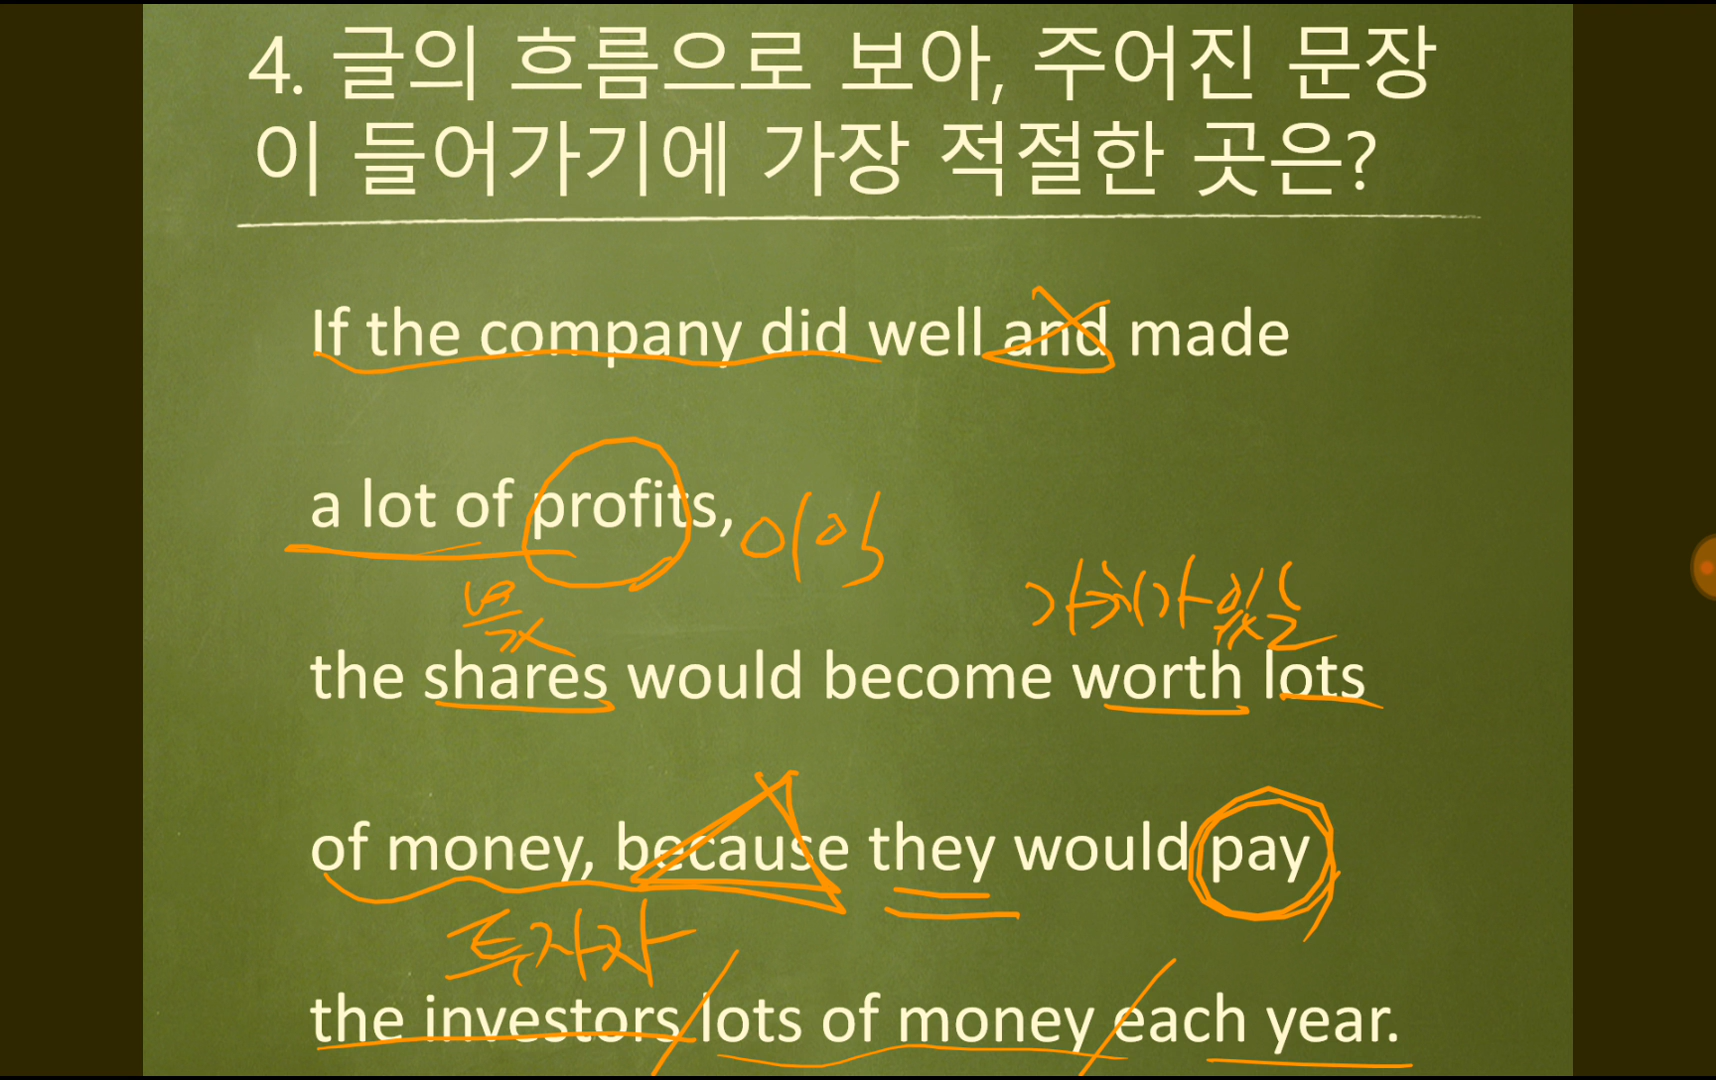 4. 글의 흐름으로 보아, 주어진 문장
이 들어가기에 가장 적절한 곳은?
If the company did well and made
a lot of profits, 이익
가치가 있을
the shares would become worth lots
of money, because they would pay
투자자
the investors lots of money each year.